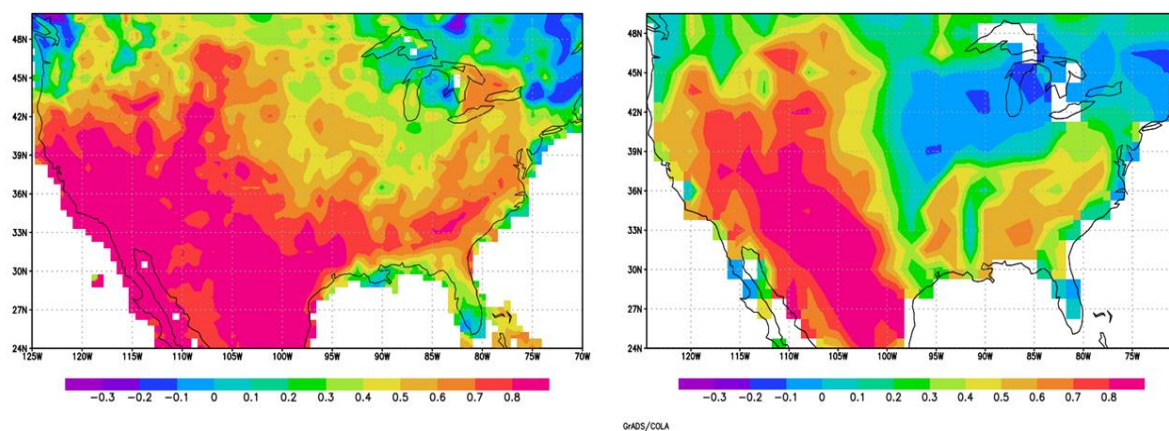 48N
45N
42N
39N
36N
33N
30N
27N
24N
125W 120W 115W 110W 105W 100W 95W 90W 85W 80W 75W 70W
−0.3 −0.2 −0.1 0 0.1 0.2 0.3 0.4 0.5 0.6 0.7 0.8
48N
45N
42N
39N
36N
33N
30N
27N
24N
120W 115W 110W 105W 100W 95W 90W 85W 80W 75W
−0.3 −0.2 −0.1 0 0.1 0.2 0.3 0.4 0.5 0.6 0.7 0.8
GrADS/COLA